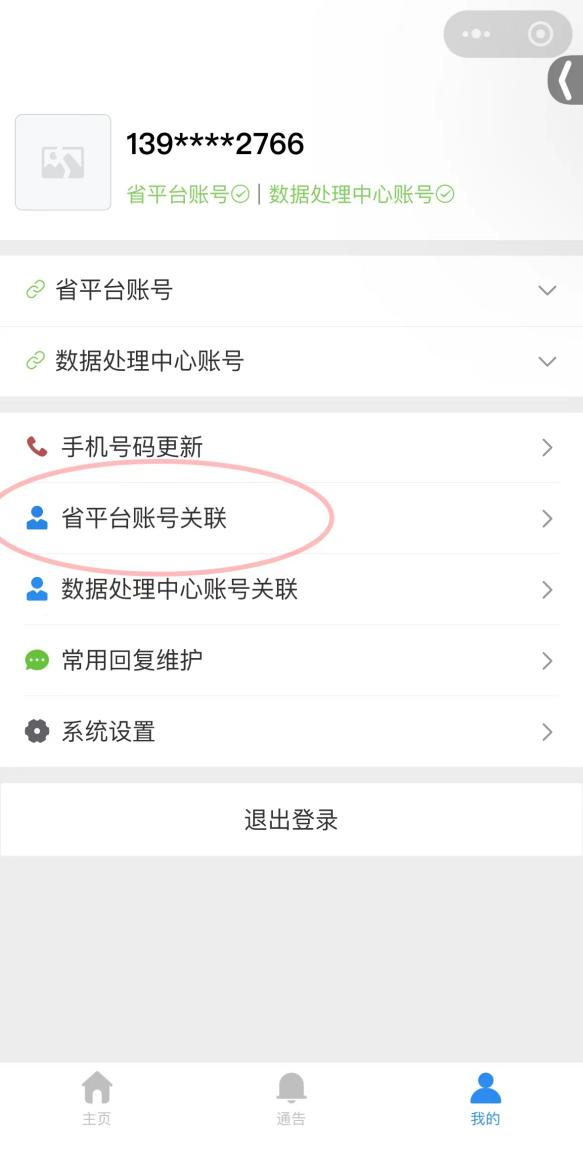 139****2766
省平台账号 | 数据处理中心账号
省平台账号
数据处理中心账号
手机号码更新
省平台账号关联
数据处理中心账号关联
常用回复维护
系统设置
退出登录
主页
通告
我的